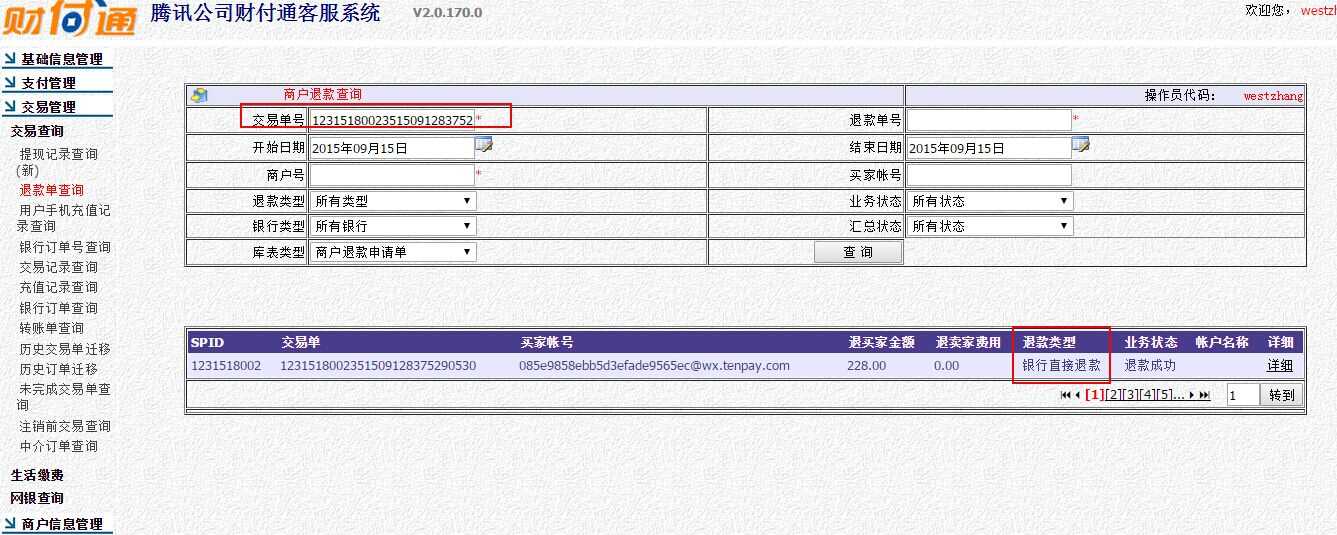 财付通 腾讯公司财付通客服系统 V2.0.170.0 欢迎您， westzl
基础信息管理
支付管理
交易管理
交易查询
提现记录查询
(新)
退款单查询
用户手机充值记
录查询
银行订单号查询
交易记录查询
充值记录查询
银行订单查询
转账单查询
历史交易单迁移
历史订单迁移
未完成交易单查
询
注销前交易查询
中介订单查询
生活缴费
网银查询
商户信息管理
商户退款查询 操作员代码： westzhang
交易单号 12315180023515091283752 * 退款单号 *
开始日期 2015年09月15日 结束日期 2015年09月15日
商户号 * 买家帐号
退款类型 所有类型 业务状态 所有状态
银行类型 所有银行 汇总状态 所有状态
库表类型 商户退款申请单 查 询
SPID 交易单 买家帐号 退买家金额 退卖家费用 退款类型 业务状态 帐户名称 详细
1231518002 1231518002351509128375290530 085e9858ebb5d3efade9565ec@wx.tenpay.com 228.00 0.00 银行直接退款 退款成功 详细
[1][2][3][4][5]... 1 转到